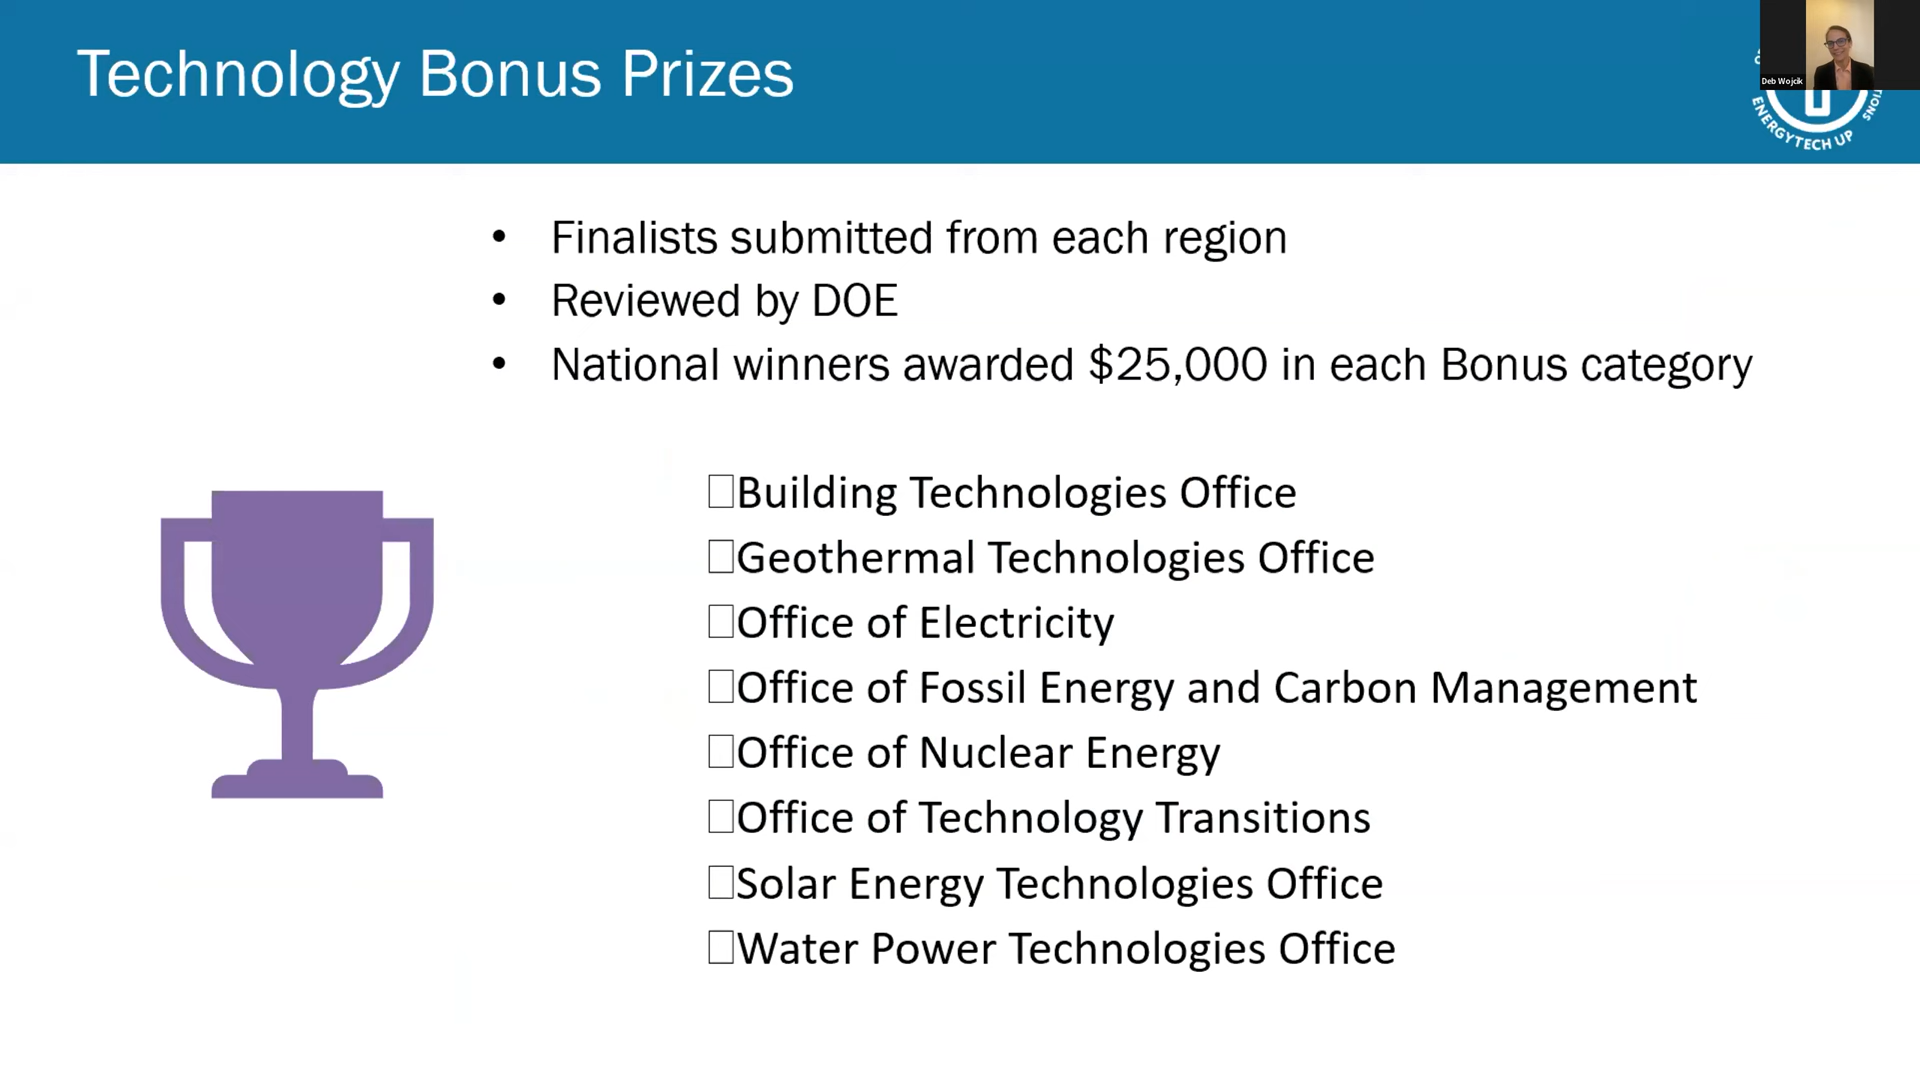 Technology Bonus Prizes
Deb Wojcik
ENERGYTECH UP
• Finalists submitted from each region
• Reviewed by DOE
• National winners awarded $25,000 in each Bonus category
Building Technologies Office
Geothermal Technologies Office
Office of Electricity
Office of Fossil Energy and Carbon Management
Office of Nuclear Energy
Office of Technology Transitions
Solar Energy Technologies Office
Water Power Technologies Office